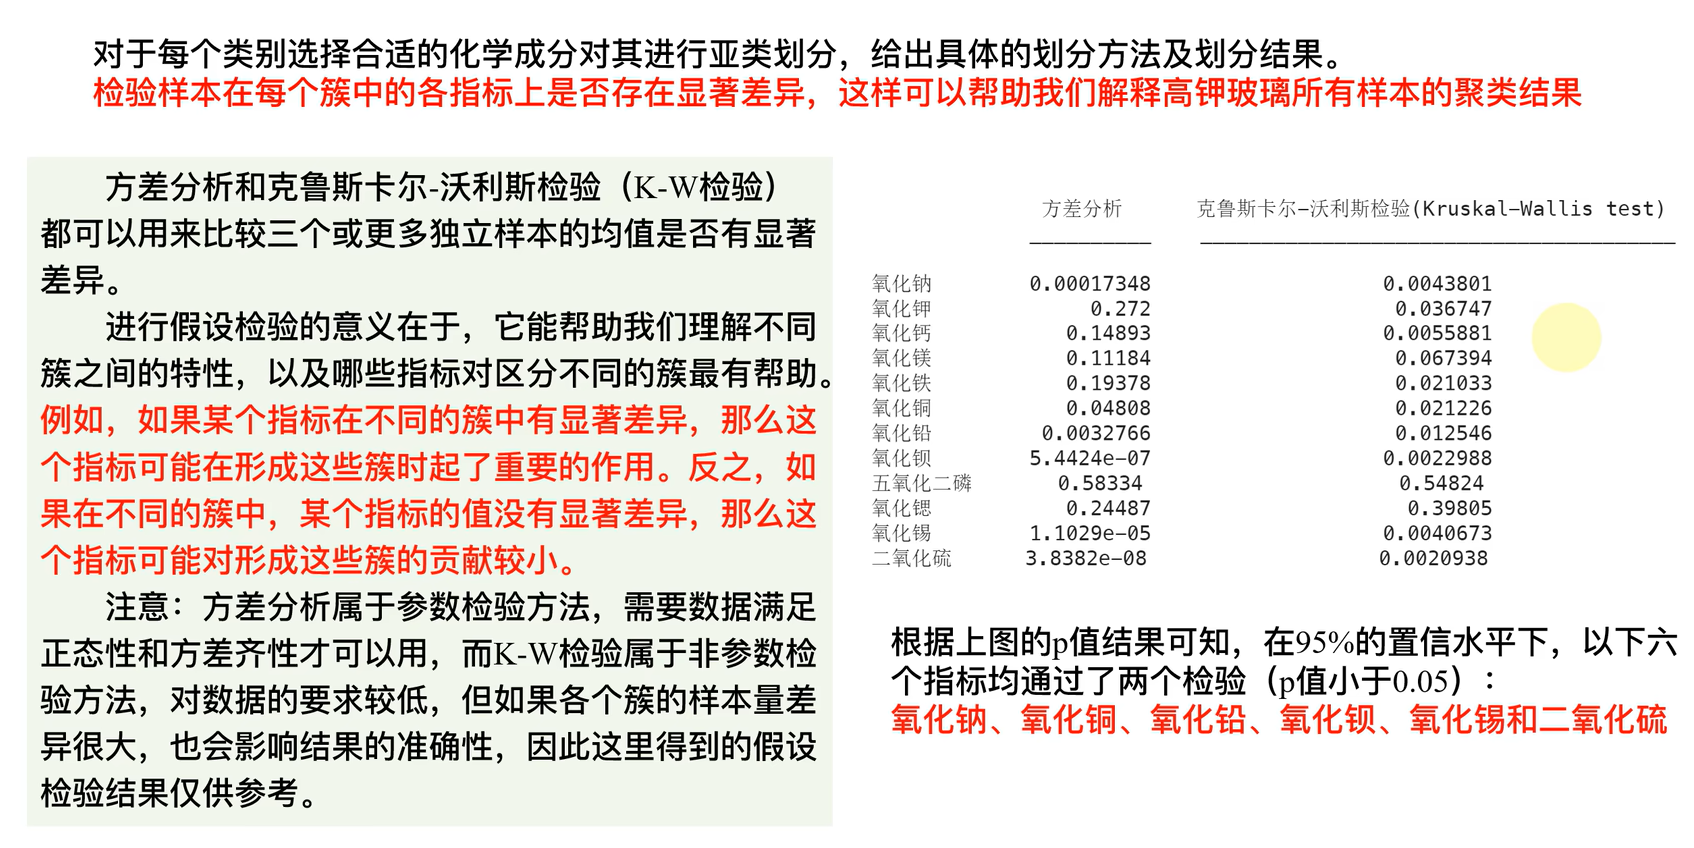 对于每个类别选择合适的化学成分对其进行亚类划分，给出具体的划分方法及划分结果。
检验样本在每个簇中的各指标上是否存在显著差异，这样可以帮助我们解释高钾玻璃所有样本的聚类结果
方差分析和克鲁斯卡尔-沃利斯检验（K-W检验）
都可以用来比较三个或更多独立样本的均值是否有显著
差异。
进行假设检验的意义在于，它能帮助我们理解不同
簇之间的特性，以及哪些指标对区分不同的簇最有帮助。
例如，如果某个指标在不同的簇中有显著差异，那么这
个指标可能在形成这些簇时起了重要的作用。反之，如
果在不同的簇中，某个指标的值没有显著差异，那么这
个指标可能对形成这些簇的贡献较小。
注意：方差分析属于参数检验方法，需要数据满足
正态性和方差齐性才可以用，而K-W检验属于非参数检
验方法，对数据的要求较低，但如果各个簇的样本量差
异很大，也会影响结果的准确性，因此这里得到的假设
检验结果仅供参考。
方差分析 克鲁斯卡尔-沃利斯检验(Kruskal-Wallis test)
氧化钠 0.00017348 0.0043801
氧化钾 0.272 0.036747
氧化钙 0.14893 0.0055881
氧化镁 0.11184 0.067394
氧化铁 0.19378 0.021033
氧化铜 0.04808 0.021226
氧化铅 0.0032766 0.012546
氧化钡 5.4424e-07 0.0022988
五氧化二磷 0.58334 0.54824
氧化锶 0.24487 0.39805
氧化锡 1.1029e-05 0.0040673
二氧化硫 3.8382e-08 0.0020938
根据上图的p值结果可知，在95%的置信水平下，以下六
个指标均通过了两个检验（p值小于0.05）：
氧化钠、氧化铜、氧化铅、氧化钡、氧化锡和二氧化硫